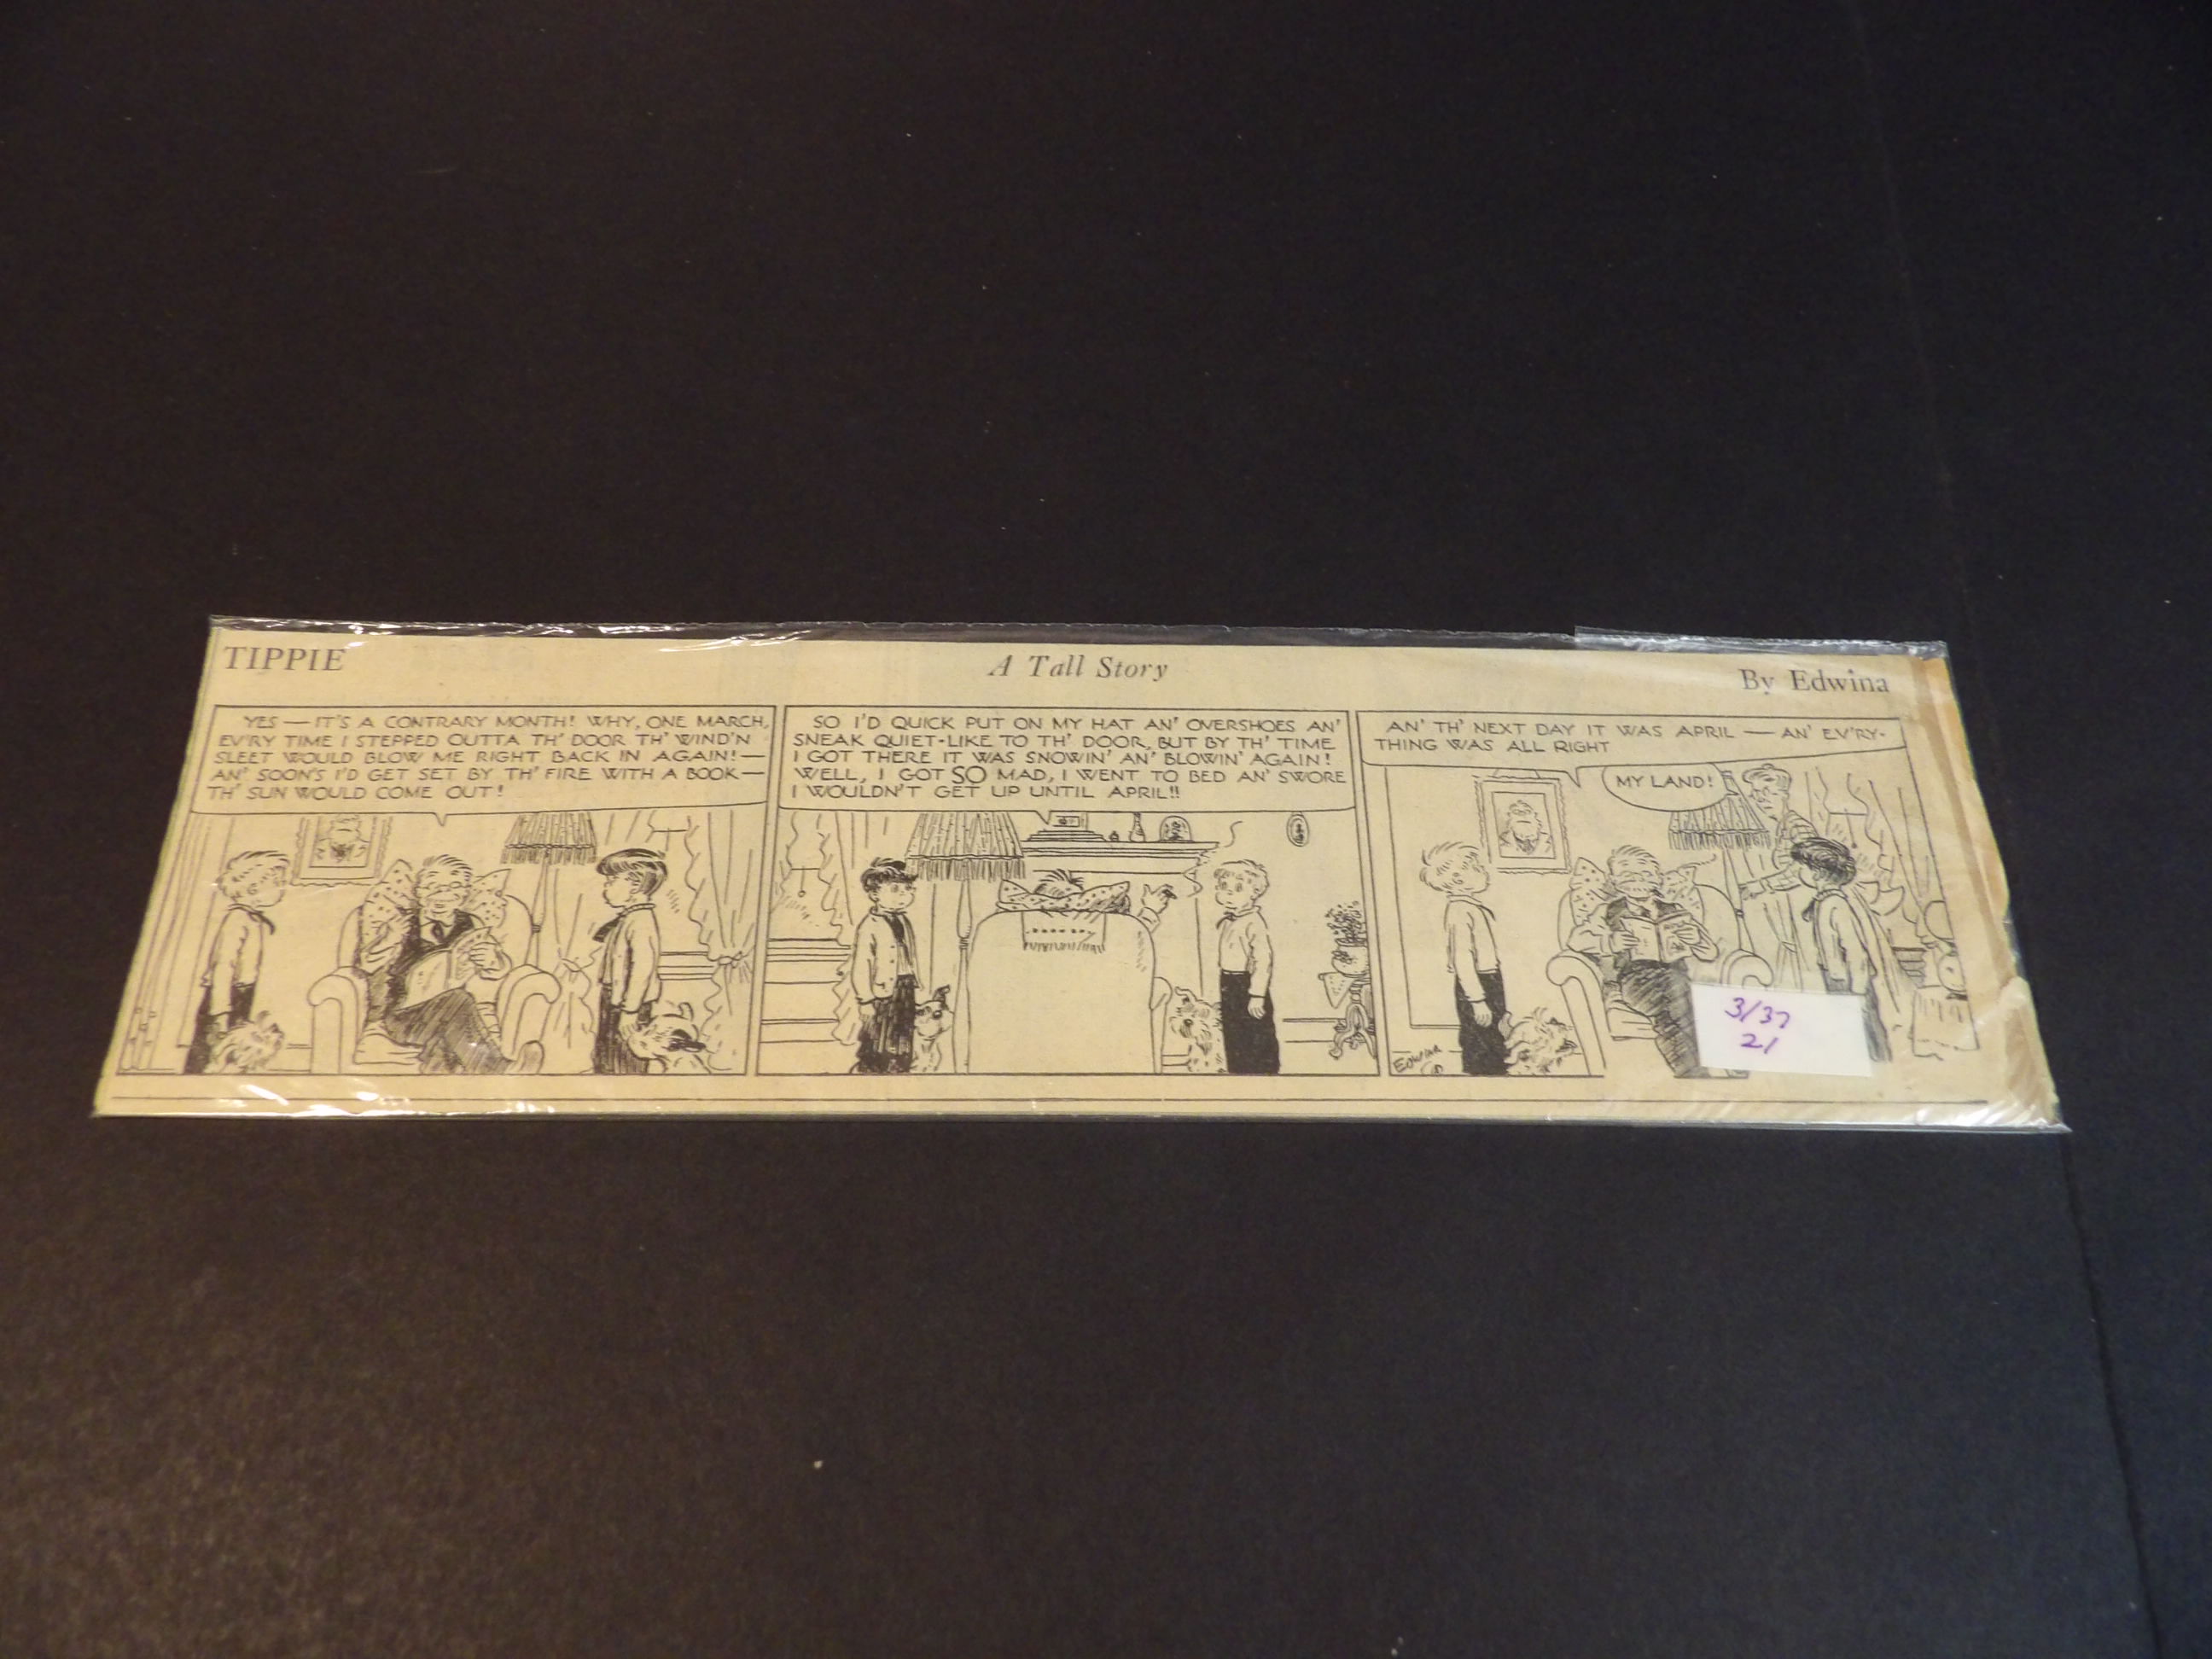 TIPPIE
A Tall Story
By Edwina
YES — IT'S A CONTRARY MONTH! WHY, ONE MARCH,
EV'RY TIME I STEPPED OUTTA TH' DOOR TH' WIND'N
SLEET WOULD BLOW ME RIGHT BACK IN AGAIN! —
AN' SOON'S I'D GET SET BY TH' FIRE WITH A BOOK —
TH' SUN WOULD COME OUT!
SO I'D QUICK PUT ON MY HAT AN' OVERSHOES AN'
SNEAK QUIET-LIKE TO TH' DOOR, BUT BY TH' TIME
I GOT THERE IT WAS SNOWIN' AN' BLOWIN' AGAIN!
WELL, I GOT SO MAD, I WENT TO BED AN' SWORE
I WOULDN'T GET UP UNTIL APRIL!!
AN' TH' NEXT DAY IT WAS APRIL — AN' EV'RY-
THING WAS ALL RIGHT
MY LAND!
EDWINA
3/37
21